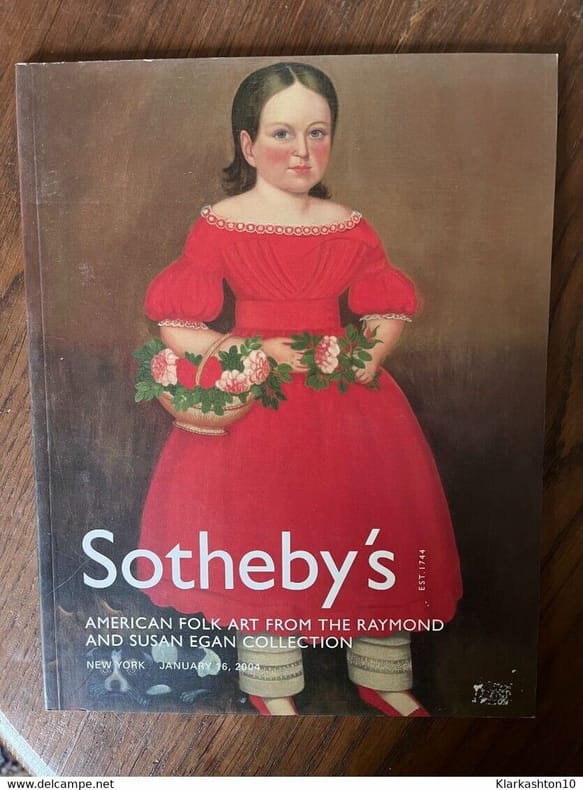 Sotheby's
EST.1744
AMERICAN FOLK ART FROM THE RAYMOND
AND SUSAN EGAN COLLECTION
NEW YORK JANUARY 16, 2004
www.delcampe.net
Klarkashton10